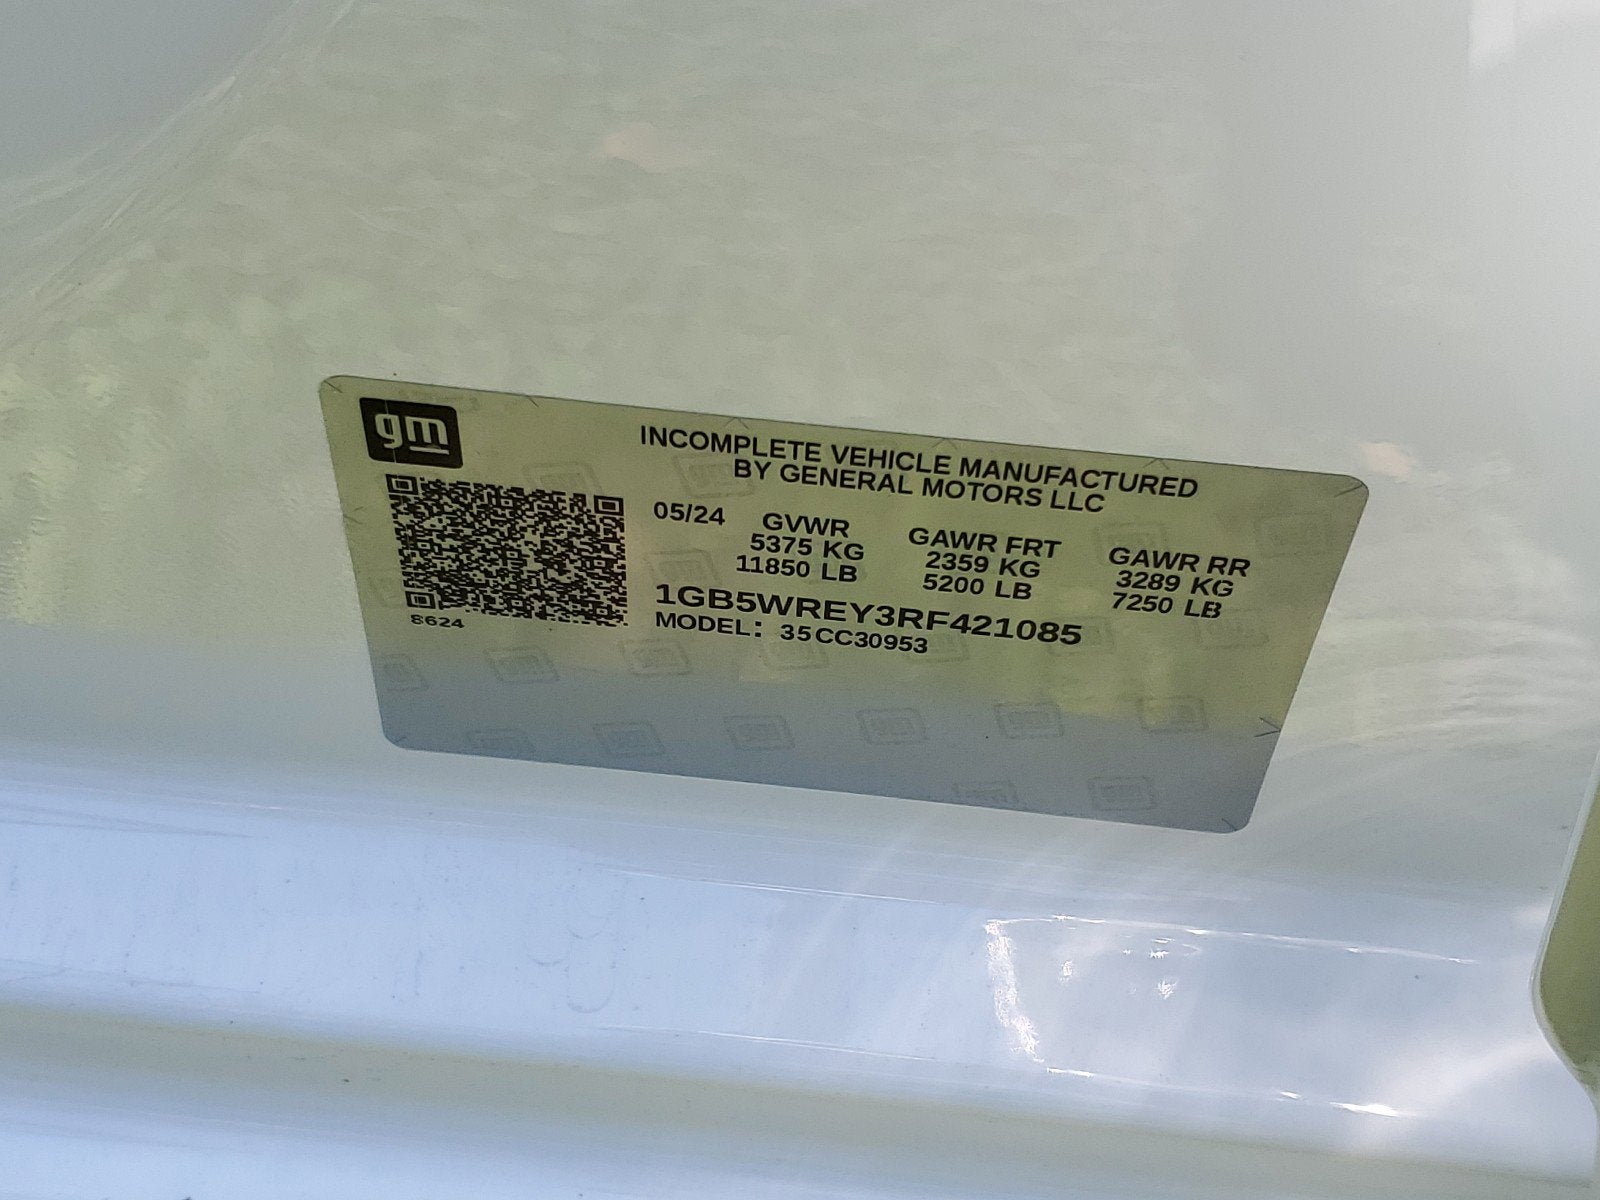 gm
INCOMPLETE VEHICLE MANUFACTURED
BY GENERAL MOTORS LLC
05/24 GVWR GAWR FRT GAWR RR
5375 KG 2359 KG 3289 KG
11850 LB 5200 LB 7250 LB
1GB5WREY3RF421085
MODEL: 35CC30953
8624